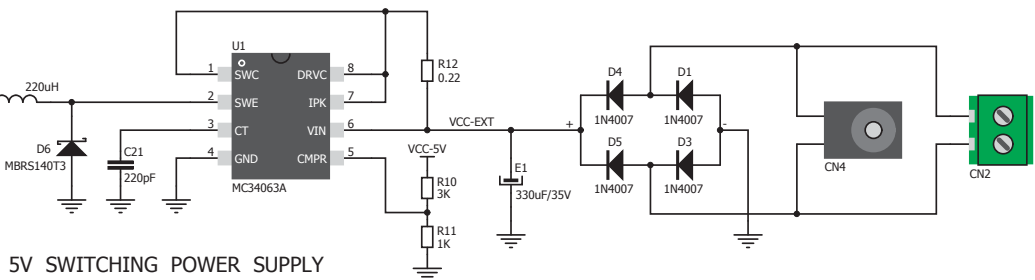 U1
1
SWC
DRVC
8
2
SWE
IPK
7
3
CT
VIN
6
4
GND
CMPR
5
MC34063A
220uH
D6
MBRS140T3
C21
220pF
R12
0.22
VCC-EXT
VCC-5V
R10
3K
R11
1K
E1
330uF/35V
+
-
D4
1N4007
D1
1N4007
D5
1N4007
D3
1N4007
CN4
CN2
5V SWITCHING POWER SUPPLY